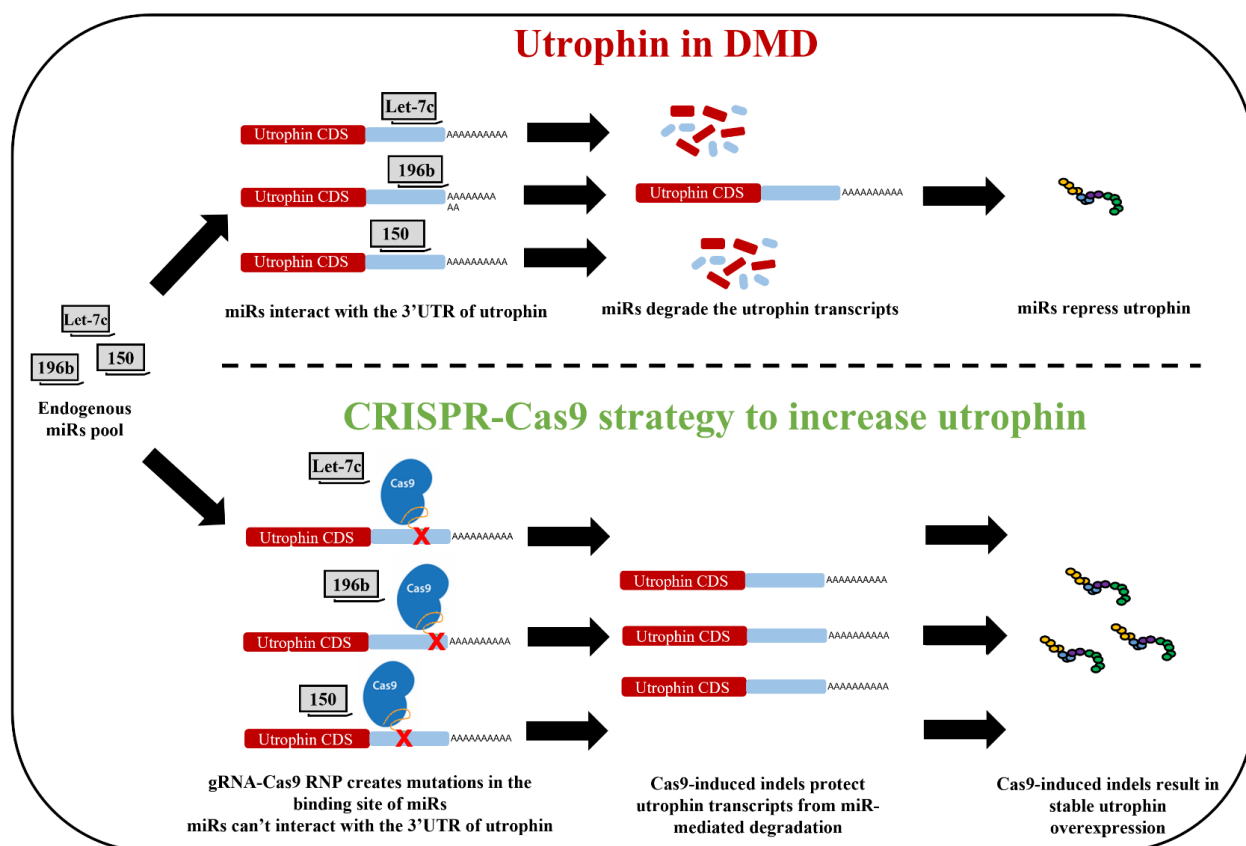 Utrophin in DMD
Let-7c
Utrophin CDS
AAAAAAAAAA
196b
Utrophin CDS
AAAAAAAA
AA
Utrophin CDS
AAAAAAAAAA
150
Utrophin CDS
AAAAAAAAAA
miRs interact with the 3’UTR of utrophin
miRs degrade the utrophin transcripts
miRs repress utrophin
Let-7c
196b
150
Endogenous
miRs pool
CRISPR-Cas9 strategy to increase utrophin
Let-7c
Cas9
Utrophin CDS
X
AAAAAAAAAA
196b
Cas9
Utrophin CDS
X
AAAAAAAAAA
150
Cas9
Utrophin CDS
X
AAAAAAAAAA
Utrophin CDS
AAAAAAAAAA
Utrophin CDS
AAAAAAAAAA
Utrophin CDS
AAAAAAAAAA
gRNA-Cas9 RNP creates mutations in the
binding site of miRs
miRs can’t interact with the 3’UTR of utrophin
Cas9-induced indels protect
utrophin transcripts from miR-
mediated degradation
Cas9-induced indels result in
stable utrophin
overexpression